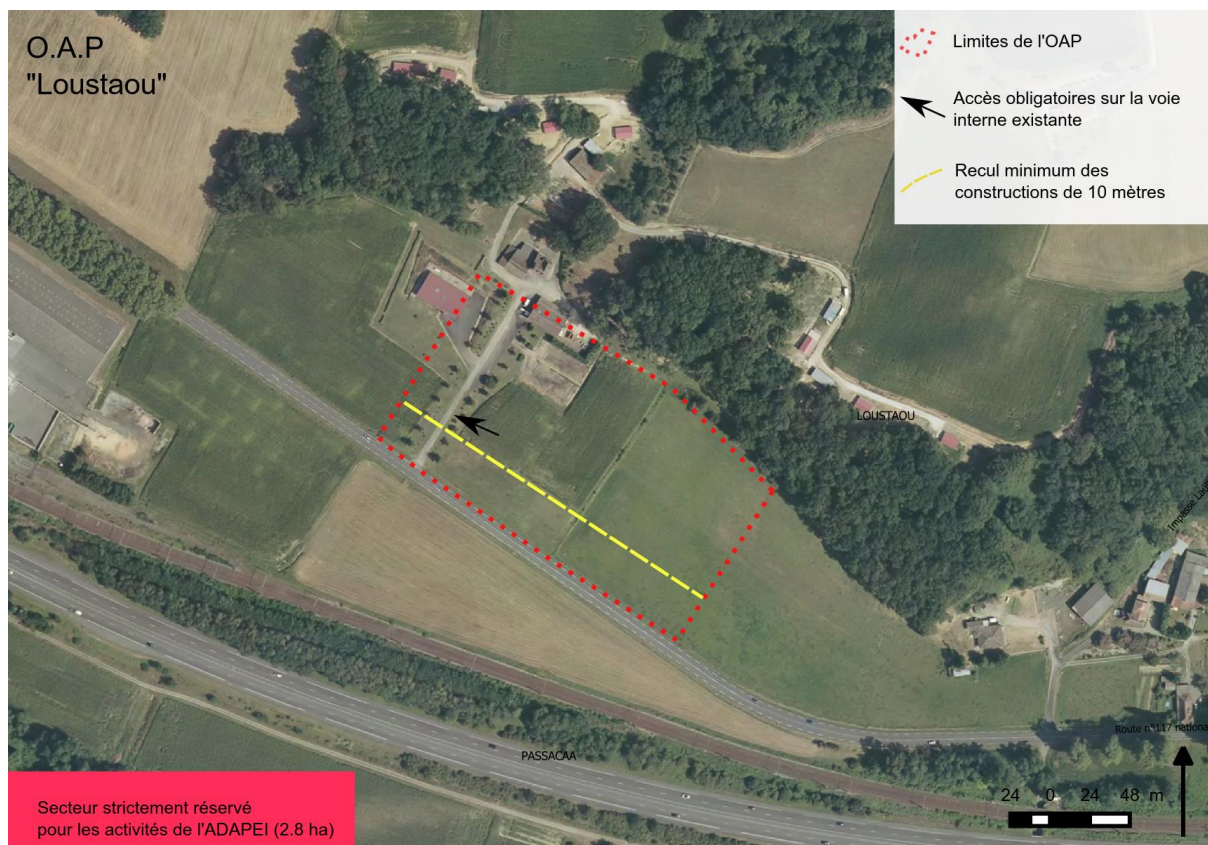 O.A.P
"Loustaou"
Limites de l'OAP
Accès obligatoires sur la voie
interne existante
Recul minimum des
constructions de 10 mètres
LOUSTAOU
Impasse
Route n°117 national
PASSACAA
24 0 24 48 m
Secteur strictement réservé
pour les activités de l'ADAPEI (2.8 ha)